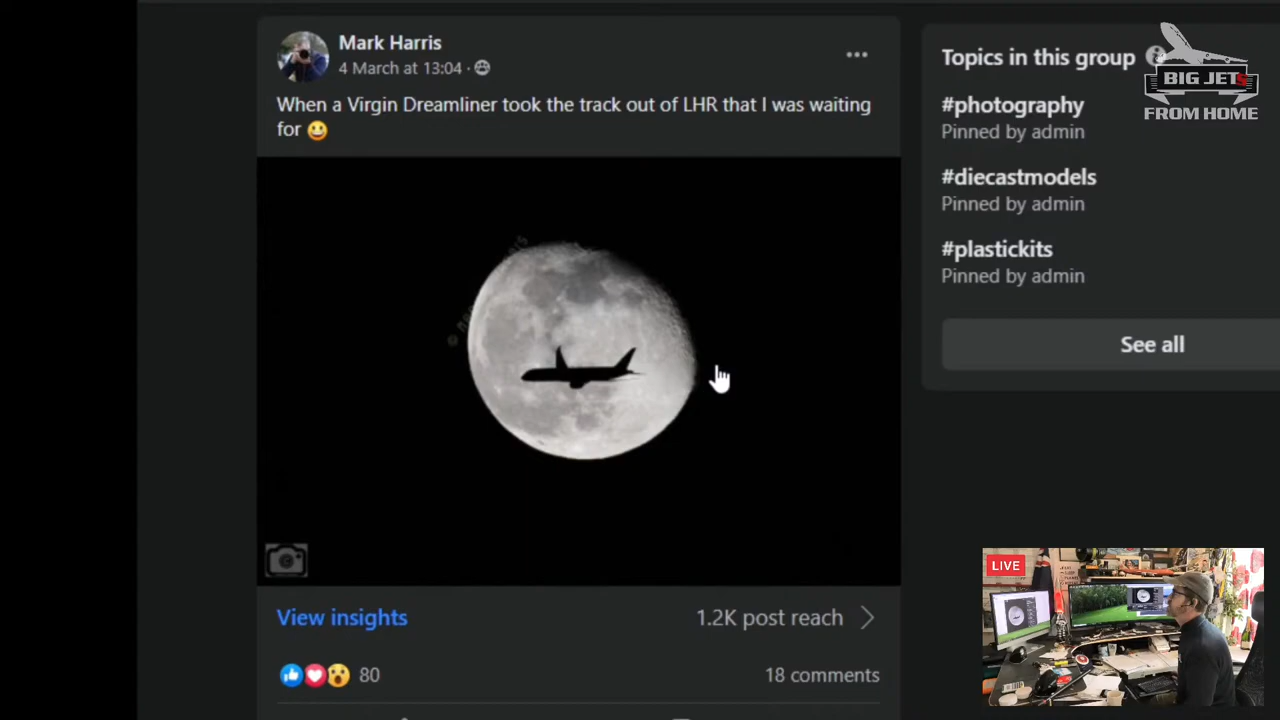 Mark Harris
4 March at 13:04 ·
When a Virgin Dreamliner took the track out of LHR that I was waiting
for 😀
View insights
1.2K post reach
80
18 comments
Topics in this group
#photography
Pinned by admin
#diecastmodels
Pinned by admin
#plastickits
Pinned by admin
See all
BIG JETS
FROM HOME
LIVE